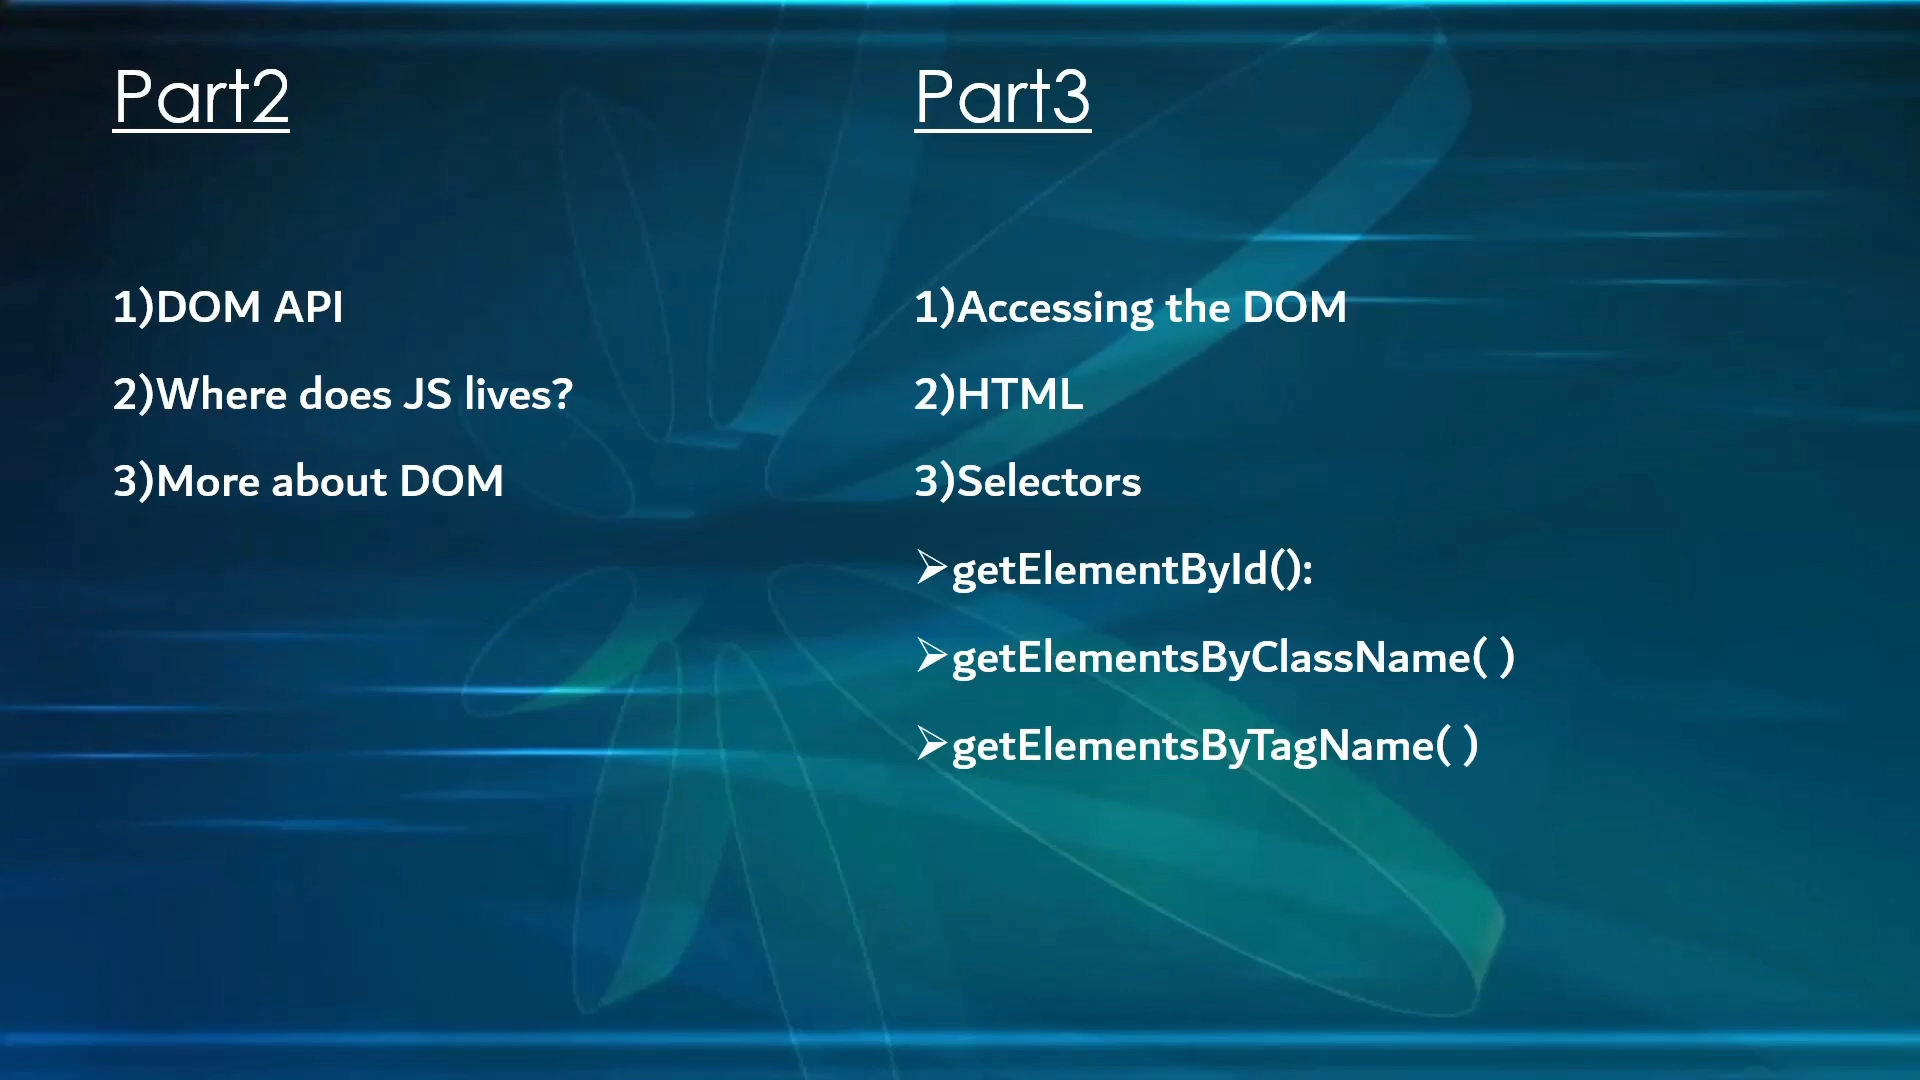 Part2
1)DOM API
2)Where does JS lives?
3)More about DOM
Part3
1)Accessing the DOM
2)HTML
3)Selectors
➢getElementById():
➢getElementsByClassName( )
➢getElementsByTagName( )